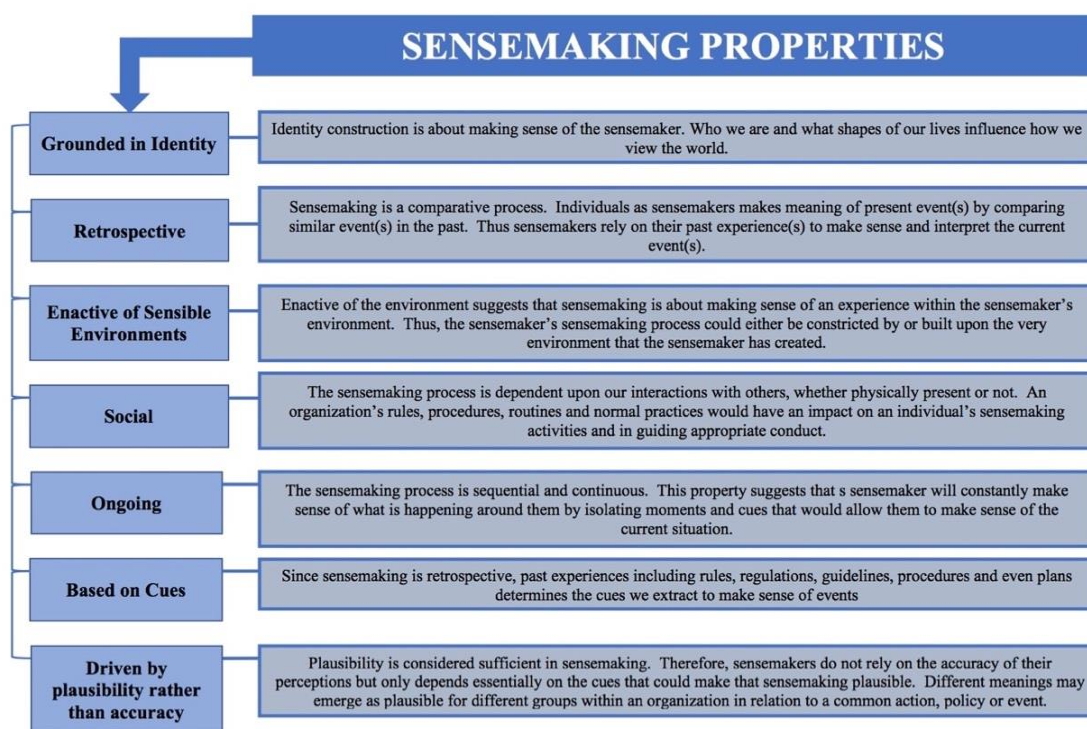 SENSEMAKING PROPERTIES
Grounded in Identity
Identity construction is about making sense of the sensemaker. Who we are and what shapes of our lives influence how we
view the world.
Retrospective
Sensemaking is a comparative process. Individuals as sensemakers makes meaning of present event(s) by comparing
similar event(s) in the past. Thus sensemakers rely on their past experience(s) to make sense and interpret the current
event(s).
Enactive of Sensible
Environments
Enactive of the environment suggests that sensemaking is about making sense of an experience within the sensemaker's
environment. Thus, the sensemaker's sensemaking process could either be constricted by or built upon the very
environment that the sensemaker has created.
Social
The sensemaking process is dependent upon our interactions with others, whether physically present or not. An
organization's rules, procedures, routines and normal practices would have an impact on an individual's sensemaking
activities and in guiding appropriate conduct.
Ongoing
The sensemaking process is sequential and continuous. This property suggests that s sensemaker will constantly make
sense of what is happening around them by isolating moments and cues that would allow them to make sense of the
current situation.
Based on Cues
Since sensemaking is retrospective, past experiences including rules, regulations, guidelines, procedures and even plans
determines the cues we extract to make sense of events
Driven by
plausibility rather
than accuracy
Plausibility is considered sufficient in sensemaking. Therefore, sensemakers do not rely on the accuracy of their
perceptions but only depends essentially on the cues that could make that sensemaking plausible. Different meanings may
emerge as plausible for different groups within an organization in relation to a common action, policy or event.